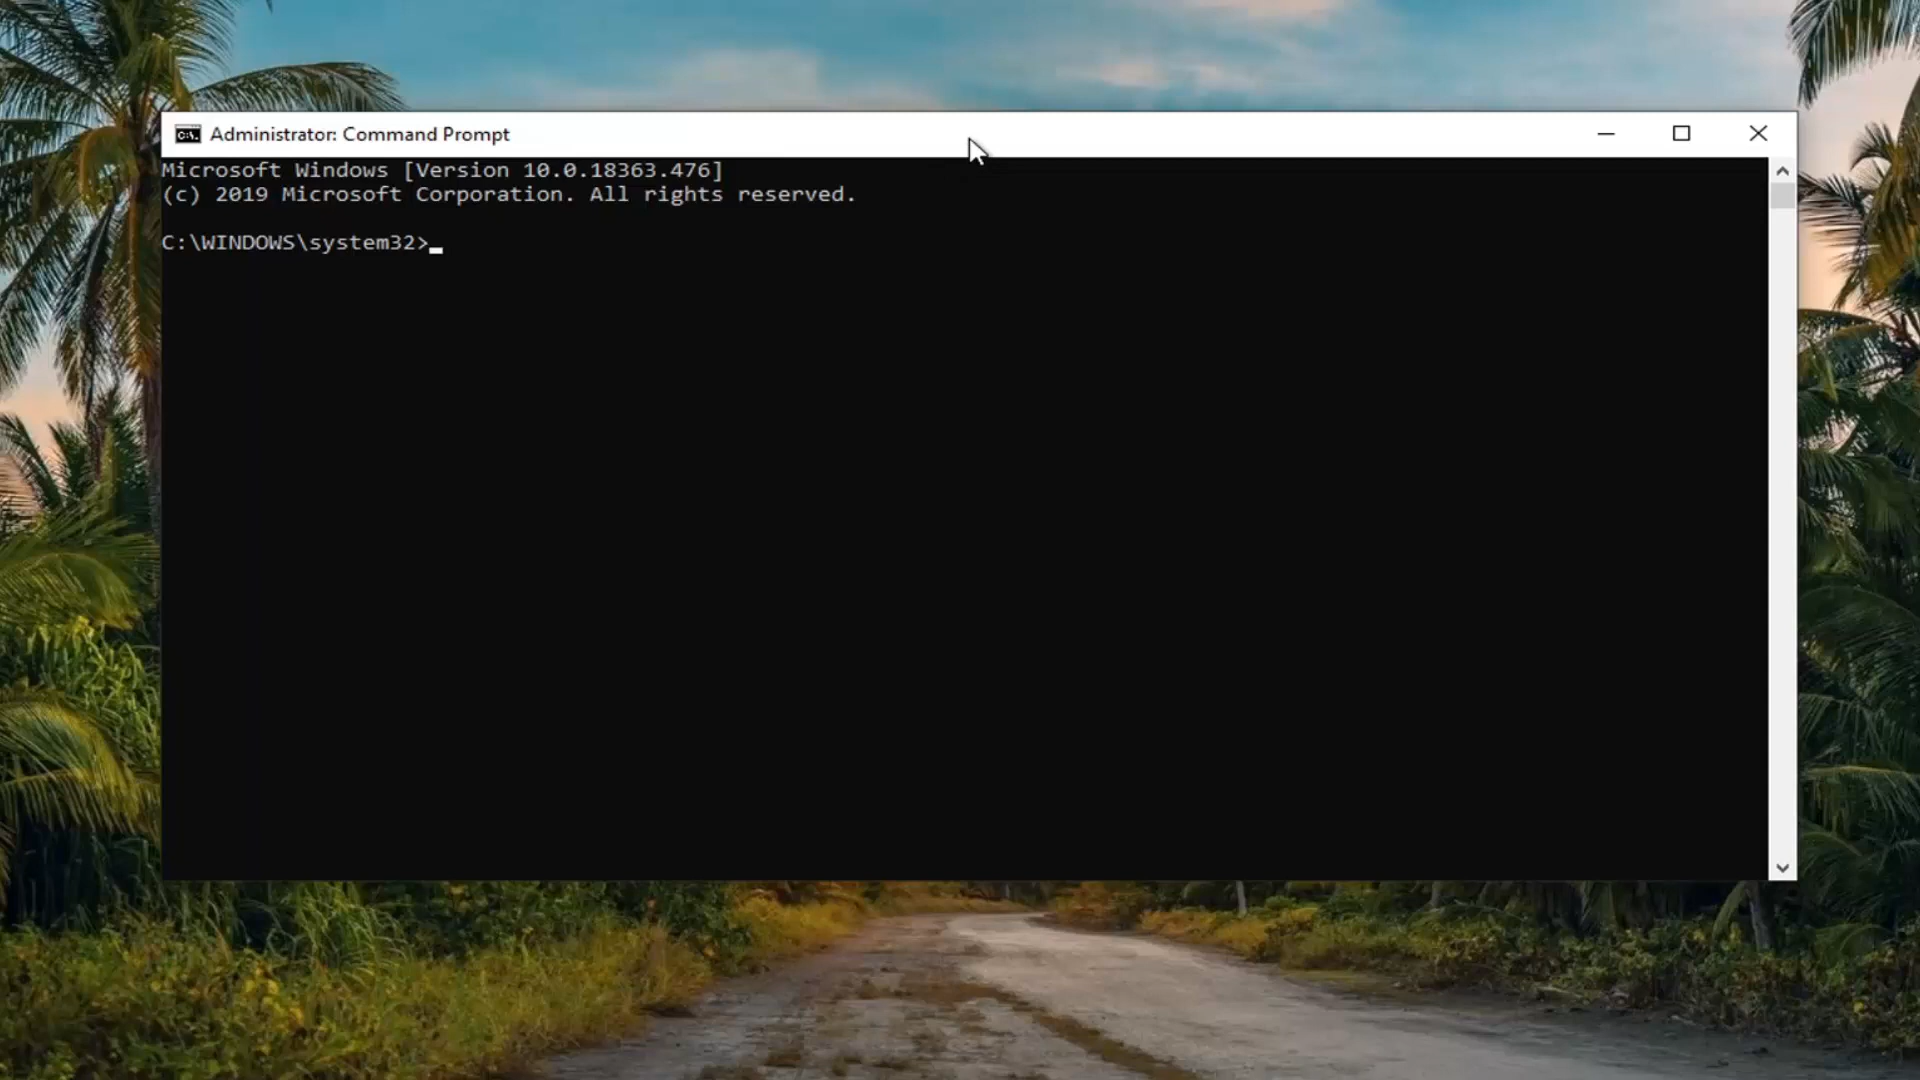 Administrator: Command Prompt
Microsoft Windows [Version 10.0.18363.476]
(c) 2019 Microsoft Corporation. All rights reserved.
C:\WINDOWS\system32>